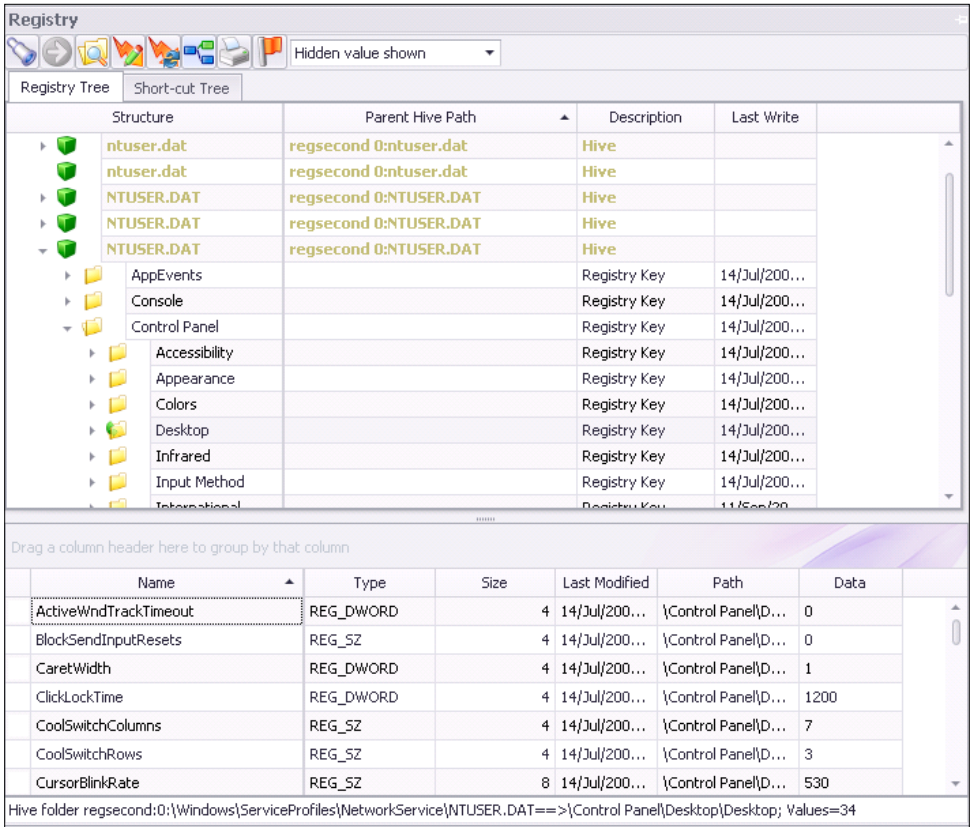 Registry
Hidden value shown
Registry Tree Short-cut Tree
Structure Parent Hive Path Description Last Write
ntuser.dat regsecond 0:ntuser.dat Hive
ntuser.dat regsecond 0:ntuser.dat Hive
NTUSER.DAT regsecond 0:NTUSER.DAT Hive
NTUSER.DAT regsecond 0:NTUSER.DAT Hive
NTUSER.DAT regsecond 0:NTUSER.DAT Hive
AppEvents Registry Key 14/Jul/200...
Console Registry Key 14/Jul/200...
Control Panel Registry Key 14/Jul/200...
Accessibility Registry Key 14/Jul/200...
Appearance Registry Key 14/Jul/200...
Colors Registry Key 14/Jul/200...
Desktop Registry Key 14/Jul/200...
Infrared Registry Key 14/Jul/200...
Input Method Registry Key 14/Jul/200...
International Registry Key 11/Sep/20
Drag a column header here to group by that column
Name Type Size Last Modified Path Data
ActiveWndTrackTimeout REG_DWORD 4 14/Jul/200... \Control Panel\D... 0
BlockSendInputResets REG_SZ 4 14/Jul/200... \Control Panel\D... 0
CaretWidth REG_DWORD 4 14/Jul/200... \Control Panel\D... 1
ClickLockTime REG_DWORD 4 14/Jul/200... \Control Panel\D... 1200
CoolSwitchColumns REG_SZ 4 14/Jul/200... \Control Panel\D... 7
CoolSwitchRows REG_SZ 4 14/Jul/200... \Control Panel\D... 3
CursorBlinkRate REG_SZ 8 14/Jul/200... \Control Panel\D... 530
Hive folder regsecond:0:\Windows\ServiceProfiles\NetworkService\NTUSER.DAT==>\Control Panel\Desktop\Desktop; Values=34